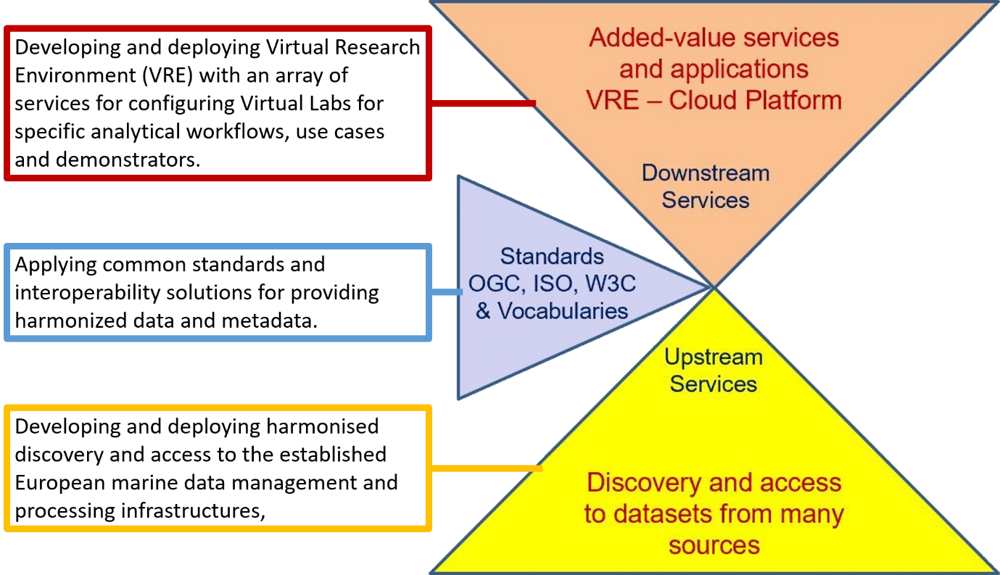 Developing and deploying Virtual Research
Environment (VRE) with an array of
services for configuring Virtual Labs for
specific analytical workflows, use cases
and demonstrators.
Added-value services
and applications
VRE – Cloud Platform
Downstream
Services
Applying common standards and
interoperability solutions for providing
harmonized data and metadata.
Standards
OGC, ISO, W3C
& Vocabularies
Upstream
Services
Developing and deploying harmonised
discovery and access to the established
European marine data management and
processing infrastructures,
Discovery and access
to datasets from many
sources